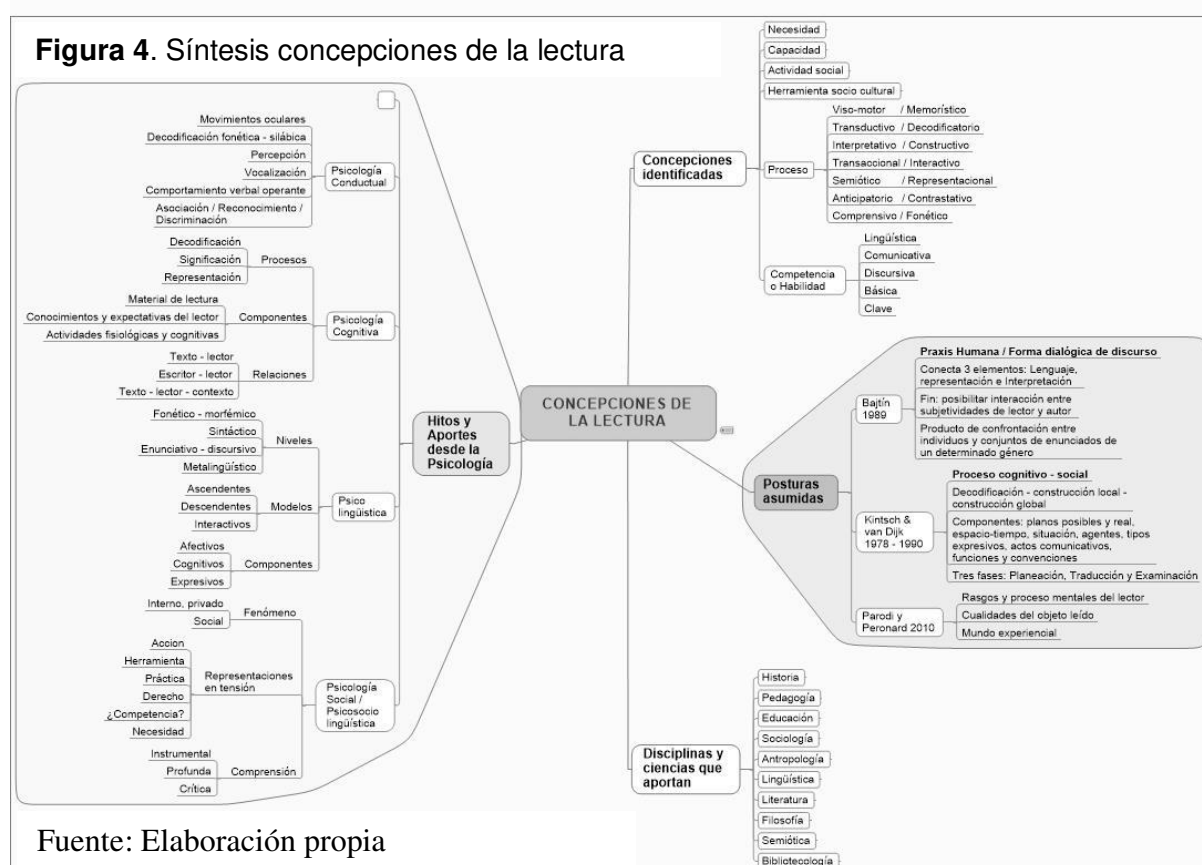 Figura 4. Síntesis concepciones de la lectura
CONCEPCIONES DE
LA LECTURA
Hitos y
Aportes
desde la
Psicología
Psicología
Conductual
Movimientos oculares
Decodificación fonética - silábica
Percepción
Vocalización
Comportamiento verbal operante
Asociación / Reconocimiento /
Discriminación
Psicología
Cognitiva
Procesos
Decodificación
Significación
Representación
Componentes
Material de lectura
Conocimientos y expectativas del lector
Actividades fisiológicas y cognitivas
Relaciones
Texto - lector
Escritor - lector
Texto - lector - contexto
Psico
lingüistica
Niveles
Fonético - morfémico
Sintáctico
Enunciativo - discursivo
Metalingüístico
Modelos
Ascendentes
Descendentes
Interactivos
Componentes
Afectivos
Cognitivos
Expresivos
Psicología
Social /
Psicosocio
lingüística
Fenómeno
Interno, privado
Social
Representaciones
en tensión
Accion
Herramienta
Práctica
Derecho
¿Competencia?
Necesidad
Comprensión
Instrumental
Profunda
Crítica
Concepciones
identificadas
Necesidad
Capacidad
Actividad social
Herramienta socio cultural
Proceso
Viso-motor / Memorístico
Transductivo / Decodificatorio
Interpretativo / Constructivo
Transaccional / Interactivo
Semiótico / Representacional
Anticipatorio / Contrastativo
Comprensivo / Fonético
Competencia
o Habilidad
Lingüística
Comunicativa
Discursiva
Básica
Clave
Posturas
asumidas
Bajtín
1989
Praxis Humana / Forma dialógica de discurso
Conecta 3 elementos: Lenguaje,
representación e Interpretación
Fin: posibilitar interacción entre
subjetividades de lector y autor
Producto de confrontación entre
individuos y conjuntos de enunciados de
un determinado género
Kintsch &
van Dijk
1978 - 1990
Proceso cognitivo - social
Decodificación - construcción local -
construcción global
Componentes: planos posibles y real,
espacio-tiempo, situación, agentes, tipos
expresivos, actos comunicativos,
funciones y convenciones
Tres fases: Planeación, Traducción y Examinación
Parodi y
Peronard 2010
Rasgos y proceso mentales del lector
Cualidades del objeto leído
Mundo experiencial
Disciplinas y
ciencias que
aportan
Historia
Pedagogía
Educación
Sociología
Antropología
Lingüística
Literatura
Filosofía
Semiótica
Bibliotecología
Fuente: Elaboración propia